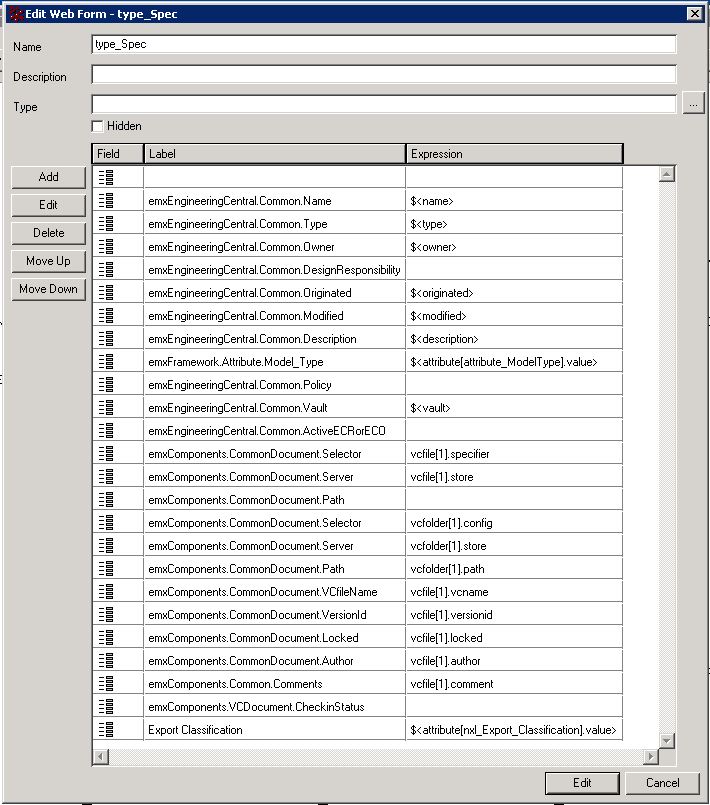 Edit Web Form - type_Spec
Name type_Spec
Description
Type ...
Hidden
Field Label Expression
Add
Edit
Delete
Move Up
Move Down
emxEngineeringCentral.Common.Name $<name>
emxEngineeringCentral.Common.Type $<type>
emxEngineeringCentral.Common.Owner $<owner>
emxEngineeringCentral.Common.DesignResponsibility
emxEngineeringCentral.Common.Originated $<originated>
emxEngineeringCentral.Common.Modified $<modified>
emxEngineeringCentral.Common.Description $<description>
emxFramework.Attribute.Model_Type $<attribute[attribute_ModelType].value>
emxEngineeringCentral.Common.Policy
emxEngineeringCentral.Common.Vault $<vault>
emxEngineeringCentral.Common.ActiveECRorECO
emxComponents.CommonDocument.Selector vcfile[1].specifier
emxComponents.CommonDocument.Server vcfile[1].store
emxComponents.CommonDocument.Path
emxComponents.CommonDocument.Selector vcfolder[1].config
emxComponents.CommonDocument.Server vcfolder[1].store
emxComponents.CommonDocument.Path vcfolder[1].path
emxComponents.CommonDocument.VCfileName vcfile[1].vcname
emxComponents.CommonDocument.VersionId vcfile[1].versionid
emxComponents.CommonDocument.Locked vcfile[1].locked
emxComponents.CommonDocument.Author vcfile[1].author
emxComponents.Common.Comments vcfile[1].comment
emxComponents.VCDocument.CheckinStatus
Export Classification $<attribute[nxl_Export_Classification].value>
Edit Cancel